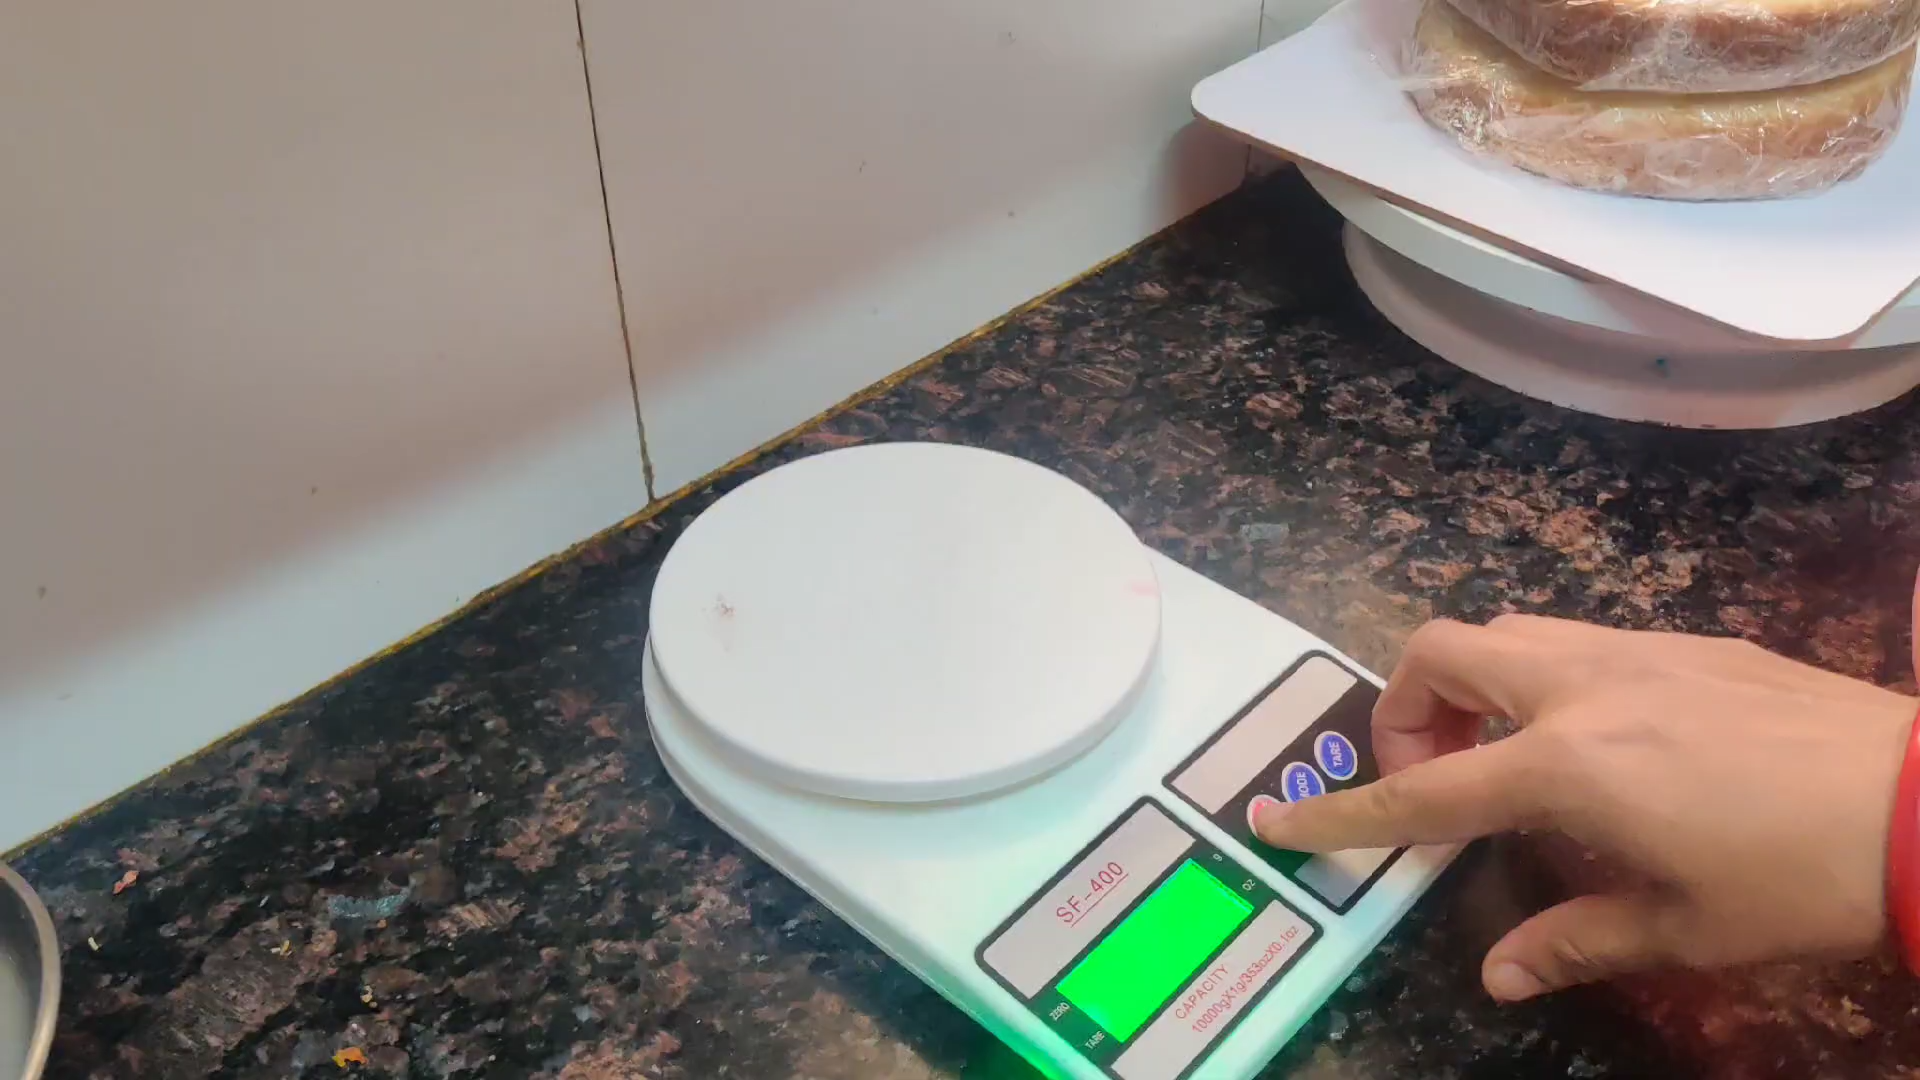 TARE
MODE
SF-400
g
OZ
ZERO
TARE
CAPACITY
10000gX1g/353ozX0.1oz